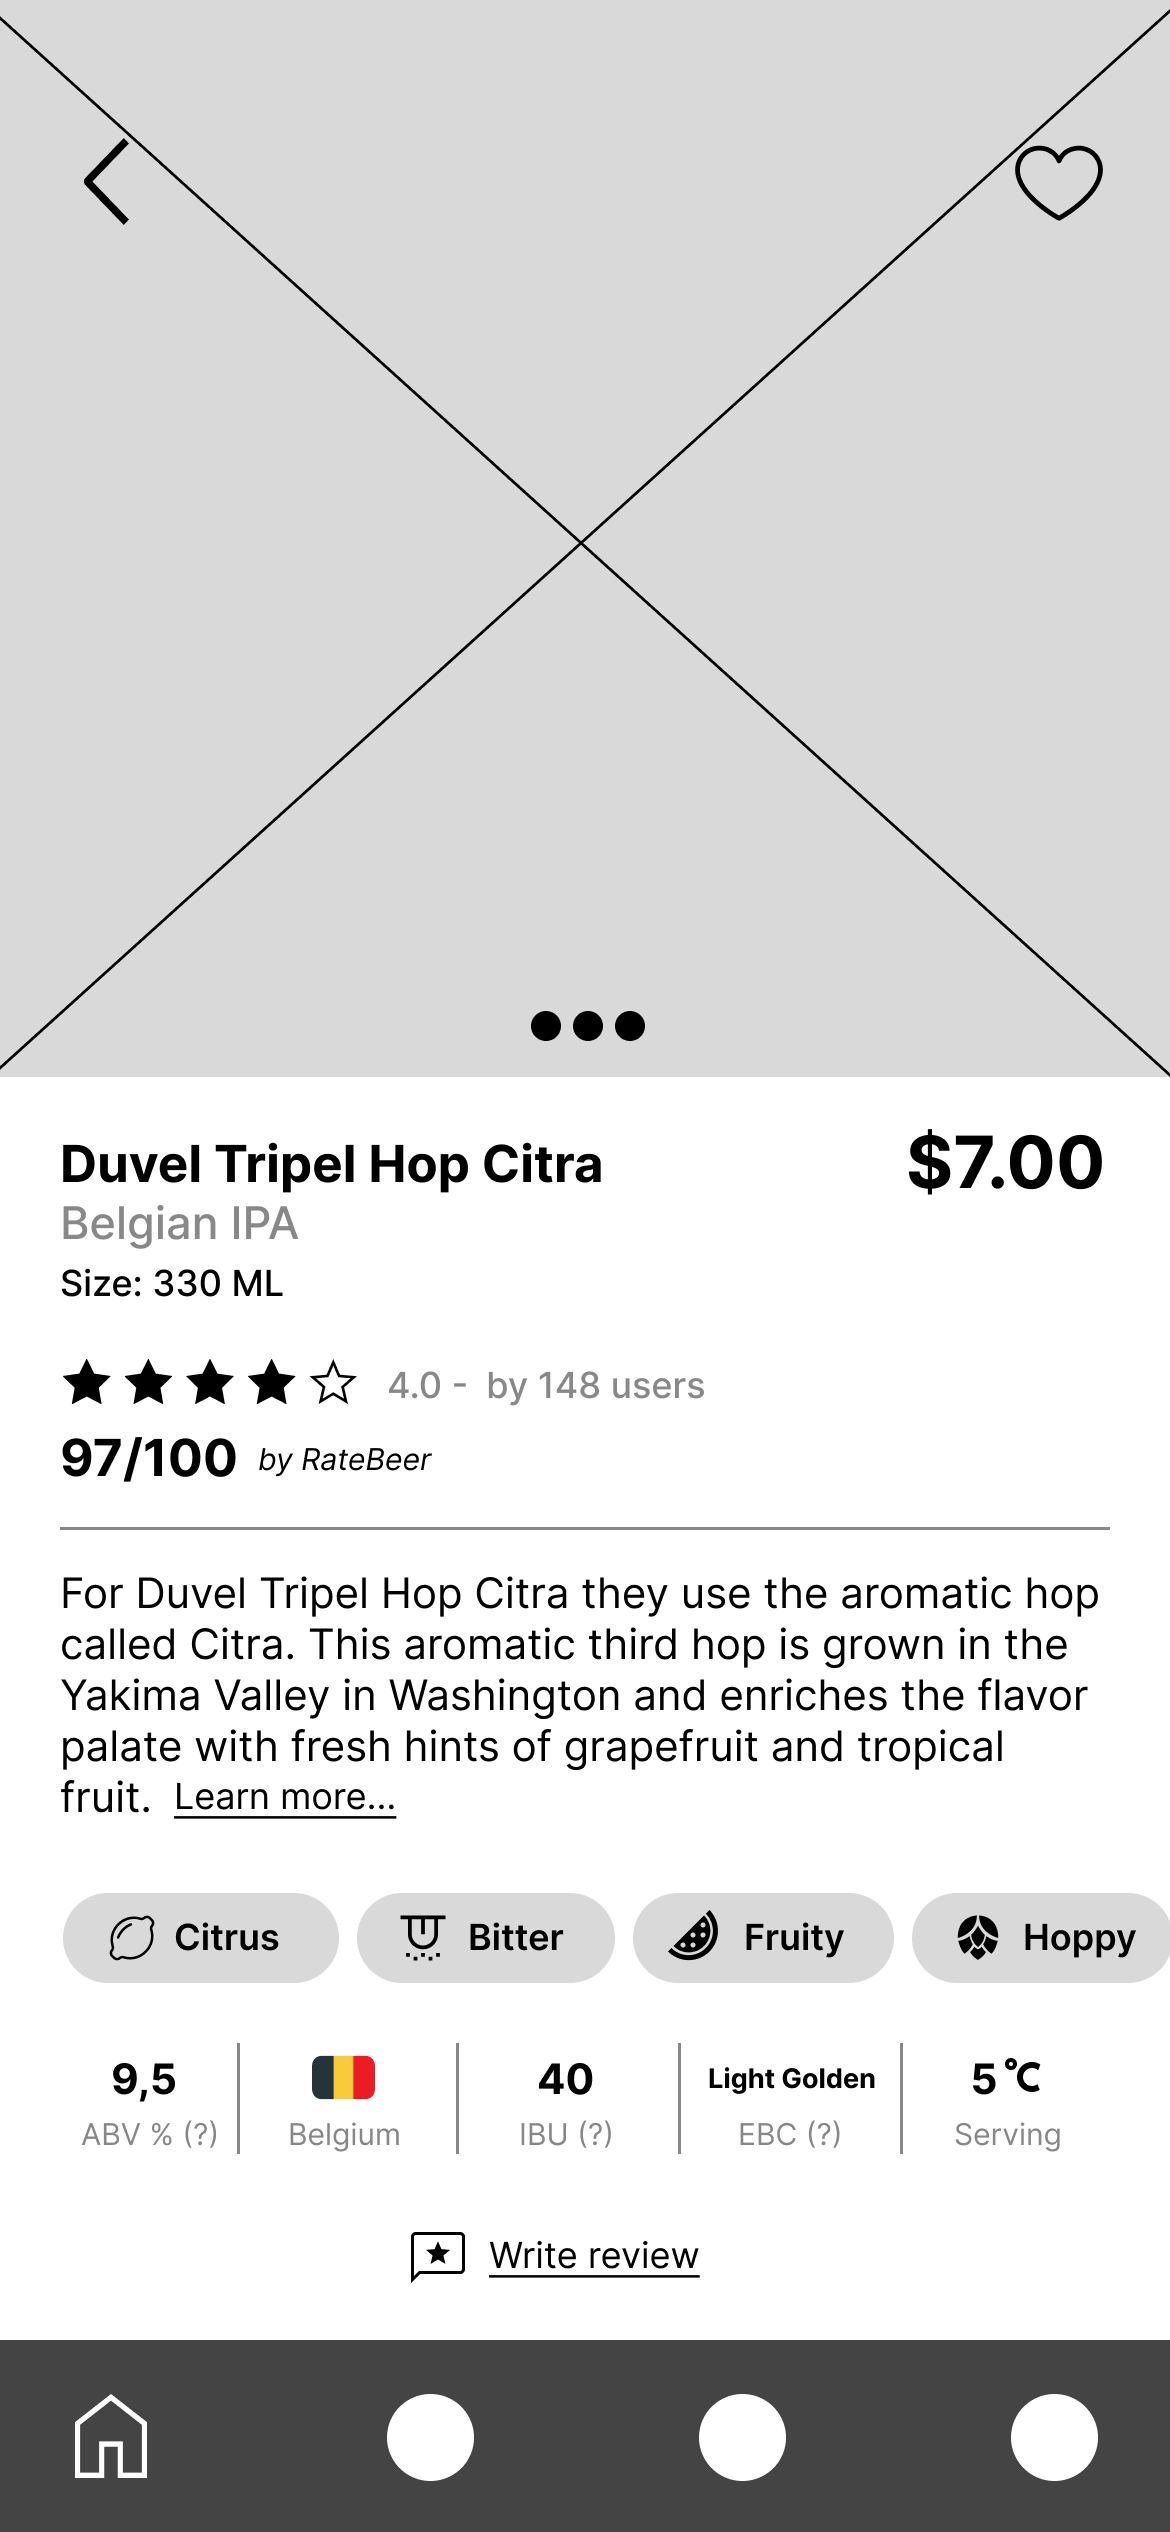 Duvel Tripel Hop Citra
$7.00
Belgian IPA
Size: 330 ML
4.0 - by 148 users
97/100 by RateBeer
For Duvel Tripel Hop Citra they use the aromatic hop
called Citra. This aromatic third hop is grown in the
Yakima Valley in Washington and enriches the flavor
palate with fresh hints of grapefruit and tropical
fruit. Learn more...
Citrus Bitter Fruity Hoppy
9,5 40 Light Golden 5 °C
ABV % (?) Belgium IBU (?) EBC (?) Serving
Write review